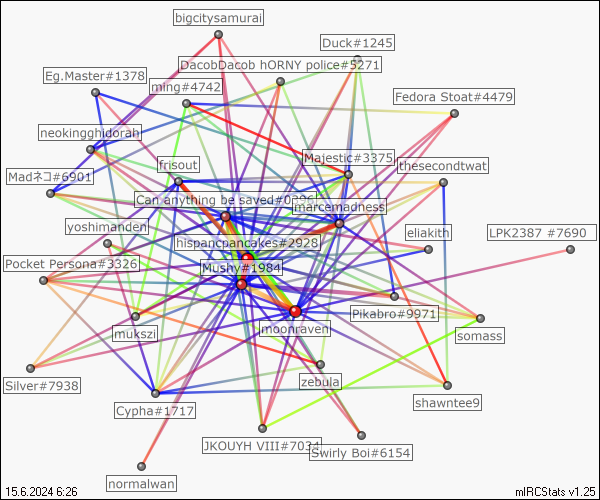 bigcitysamurai
Duck#1245
DacobDacob hORNY police#5271
Eg.Master#1378
ming#4742
Fedora Stoat#4479
neokingghidorah
Majestic#3375
thesecondtwat
frisout
Madネコ#6901
Can anything be saved#0396
marcemadness
yoshimanden
eliakith
LPK2387 #7690
hispanicpancakes#2928
Pocket Persona#3326
Mushy#1984
Pikabro#9971
mukszi
moonraven
somass
Silver#7938
zebula
shawntee9
Cypha#1717
JKOUYH VIII#7034
Swirly Boi#6154
normalwan
15.6.2024 6:26
mIRCStats v1.25